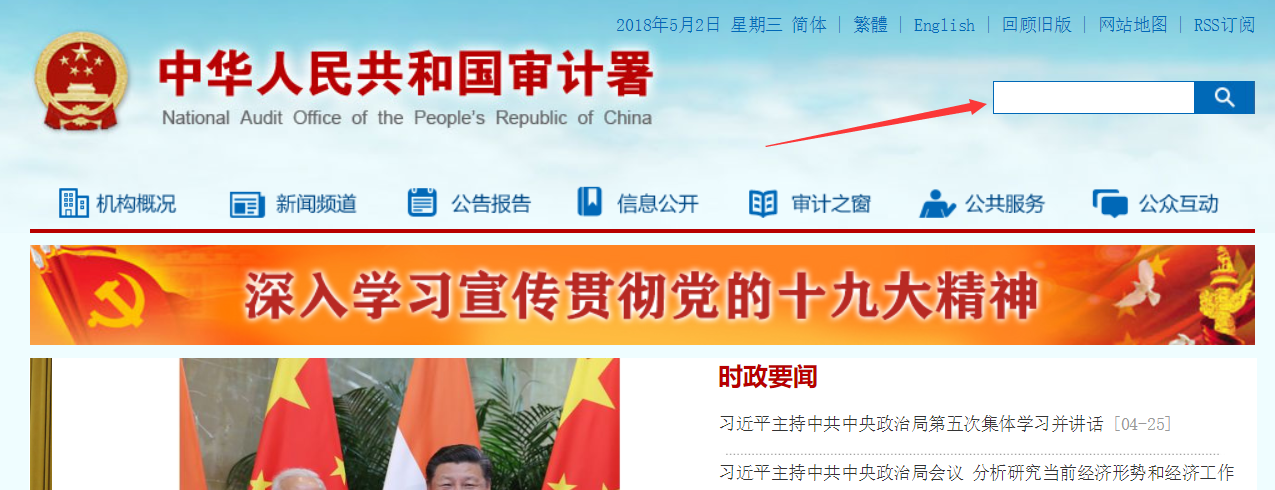 2018年5月2日 星期三 简体 | 繁體 | English | 回顾旧版 | 网站地图 | RSS订阅
中华人民共和国审计署
National Audit Office of the People's Republic of China
机构概况 新闻频道 公告报告 信息公开 审计之窗 公共服务 公众互动
深入学习宣传贯彻党的十九大精神
时政要闻
习近平主持中共中央政治局第五次集体学习并讲话 [04-25]
习近平主持中共中央政治局会议 分析研究当前经济形势和经济工作